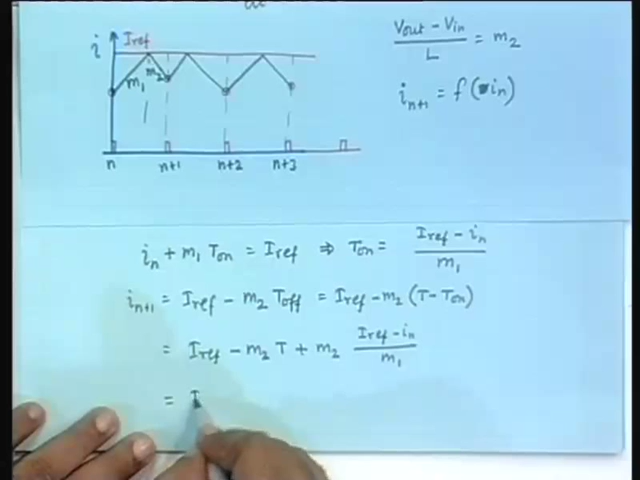 i Iref
m₁ m₂
n n+1 n+2 n+3
(Vout - Vin) / L = m₂
iₙ₊₁ = f(iₙ)
iₙ + m₁ Ton = Iref ⇒ Ton = (Iref - iₙ) / m₁
iₙ₊₁ = Iref - m₂ Toff = Iref - m₂ (T - Ton)
= Iref - m₂ T + m₂ (Iref - iₙ) / m₁
= I